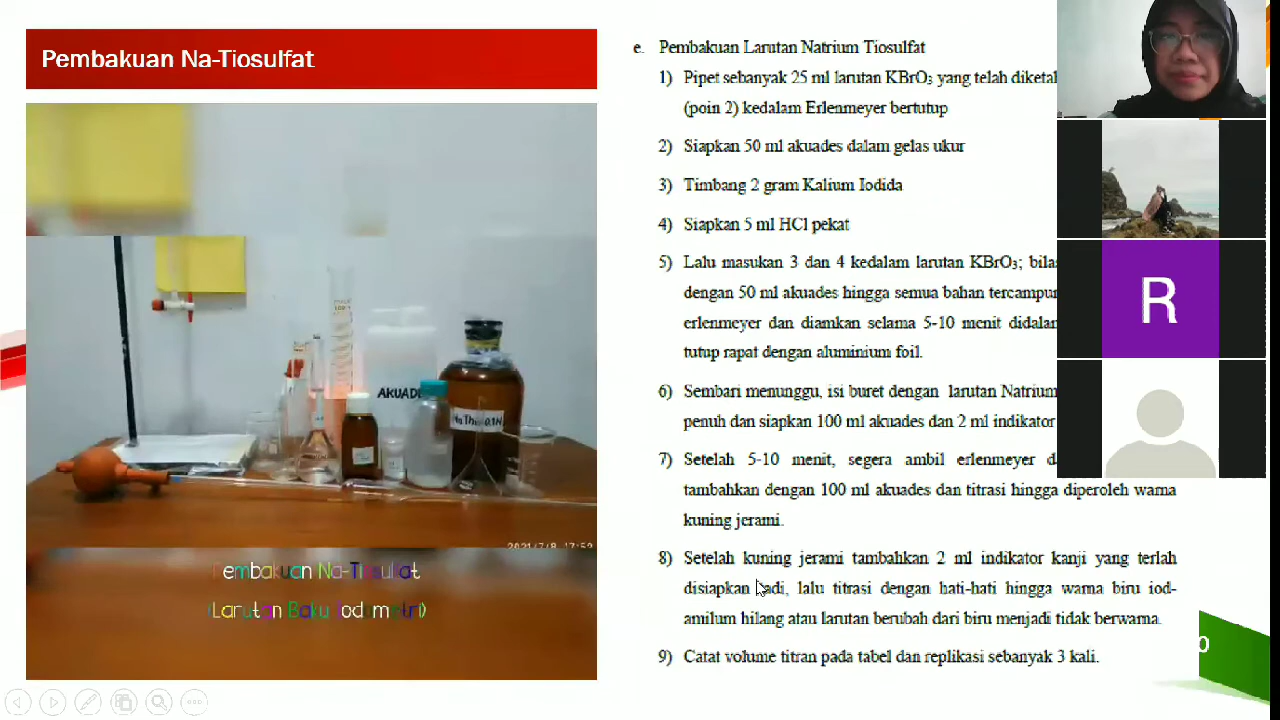 Pembakuan Na-Tiosulfat
AKUAD
Na Thio 0,1N
2021/7/8 17:52
Pembakuan Na-Tiosulfat
(Larutan Baku Iodometri)
e. Pembakuan Larutan Natrium Tiosulfat
1) Pipet sebanyak 25 ml larutan KBrO₃ yang telah
(poin 2) kedalam Erlenmeyer bertutup
2) Siapkan 50 ml akuades dalam gelas ukur
3) Timbang 2 gram Kalium Iodida
4) Siapkan 5 ml HCl pekat
5) Lalu masukan 3 dan 4 kedalam larutan KBrO₃;
dengan 50 ml akuades hingga semua bahan
erlenmeyer dan diamkan selama 5-10 menit
tutup rapat dengan aluminium foil.
6) Sembari menunggu, isi buret dengan larutan Natrium
penuh dan siapkan 100 ml akuades dan 2 ml indikator
7) Setelah 5-10 menit, segera ambil erlenmeyer
tambahkan dengan 100 ml akuades dan titrasi hingga diperoleh warna
kuning jerami.
8) Setelah kuning jerami tambahkan 2 ml indikator kanji yang terlah
disiapkan tadi, lalu titrasi dengan hati-hati hingga warna biru iod-
amilum hilang atau larutan berubah dari biru menjadi tidak berwarna.
9) Catat volume titran pada tabel dan replikasi sebanyak 3 kali.
R